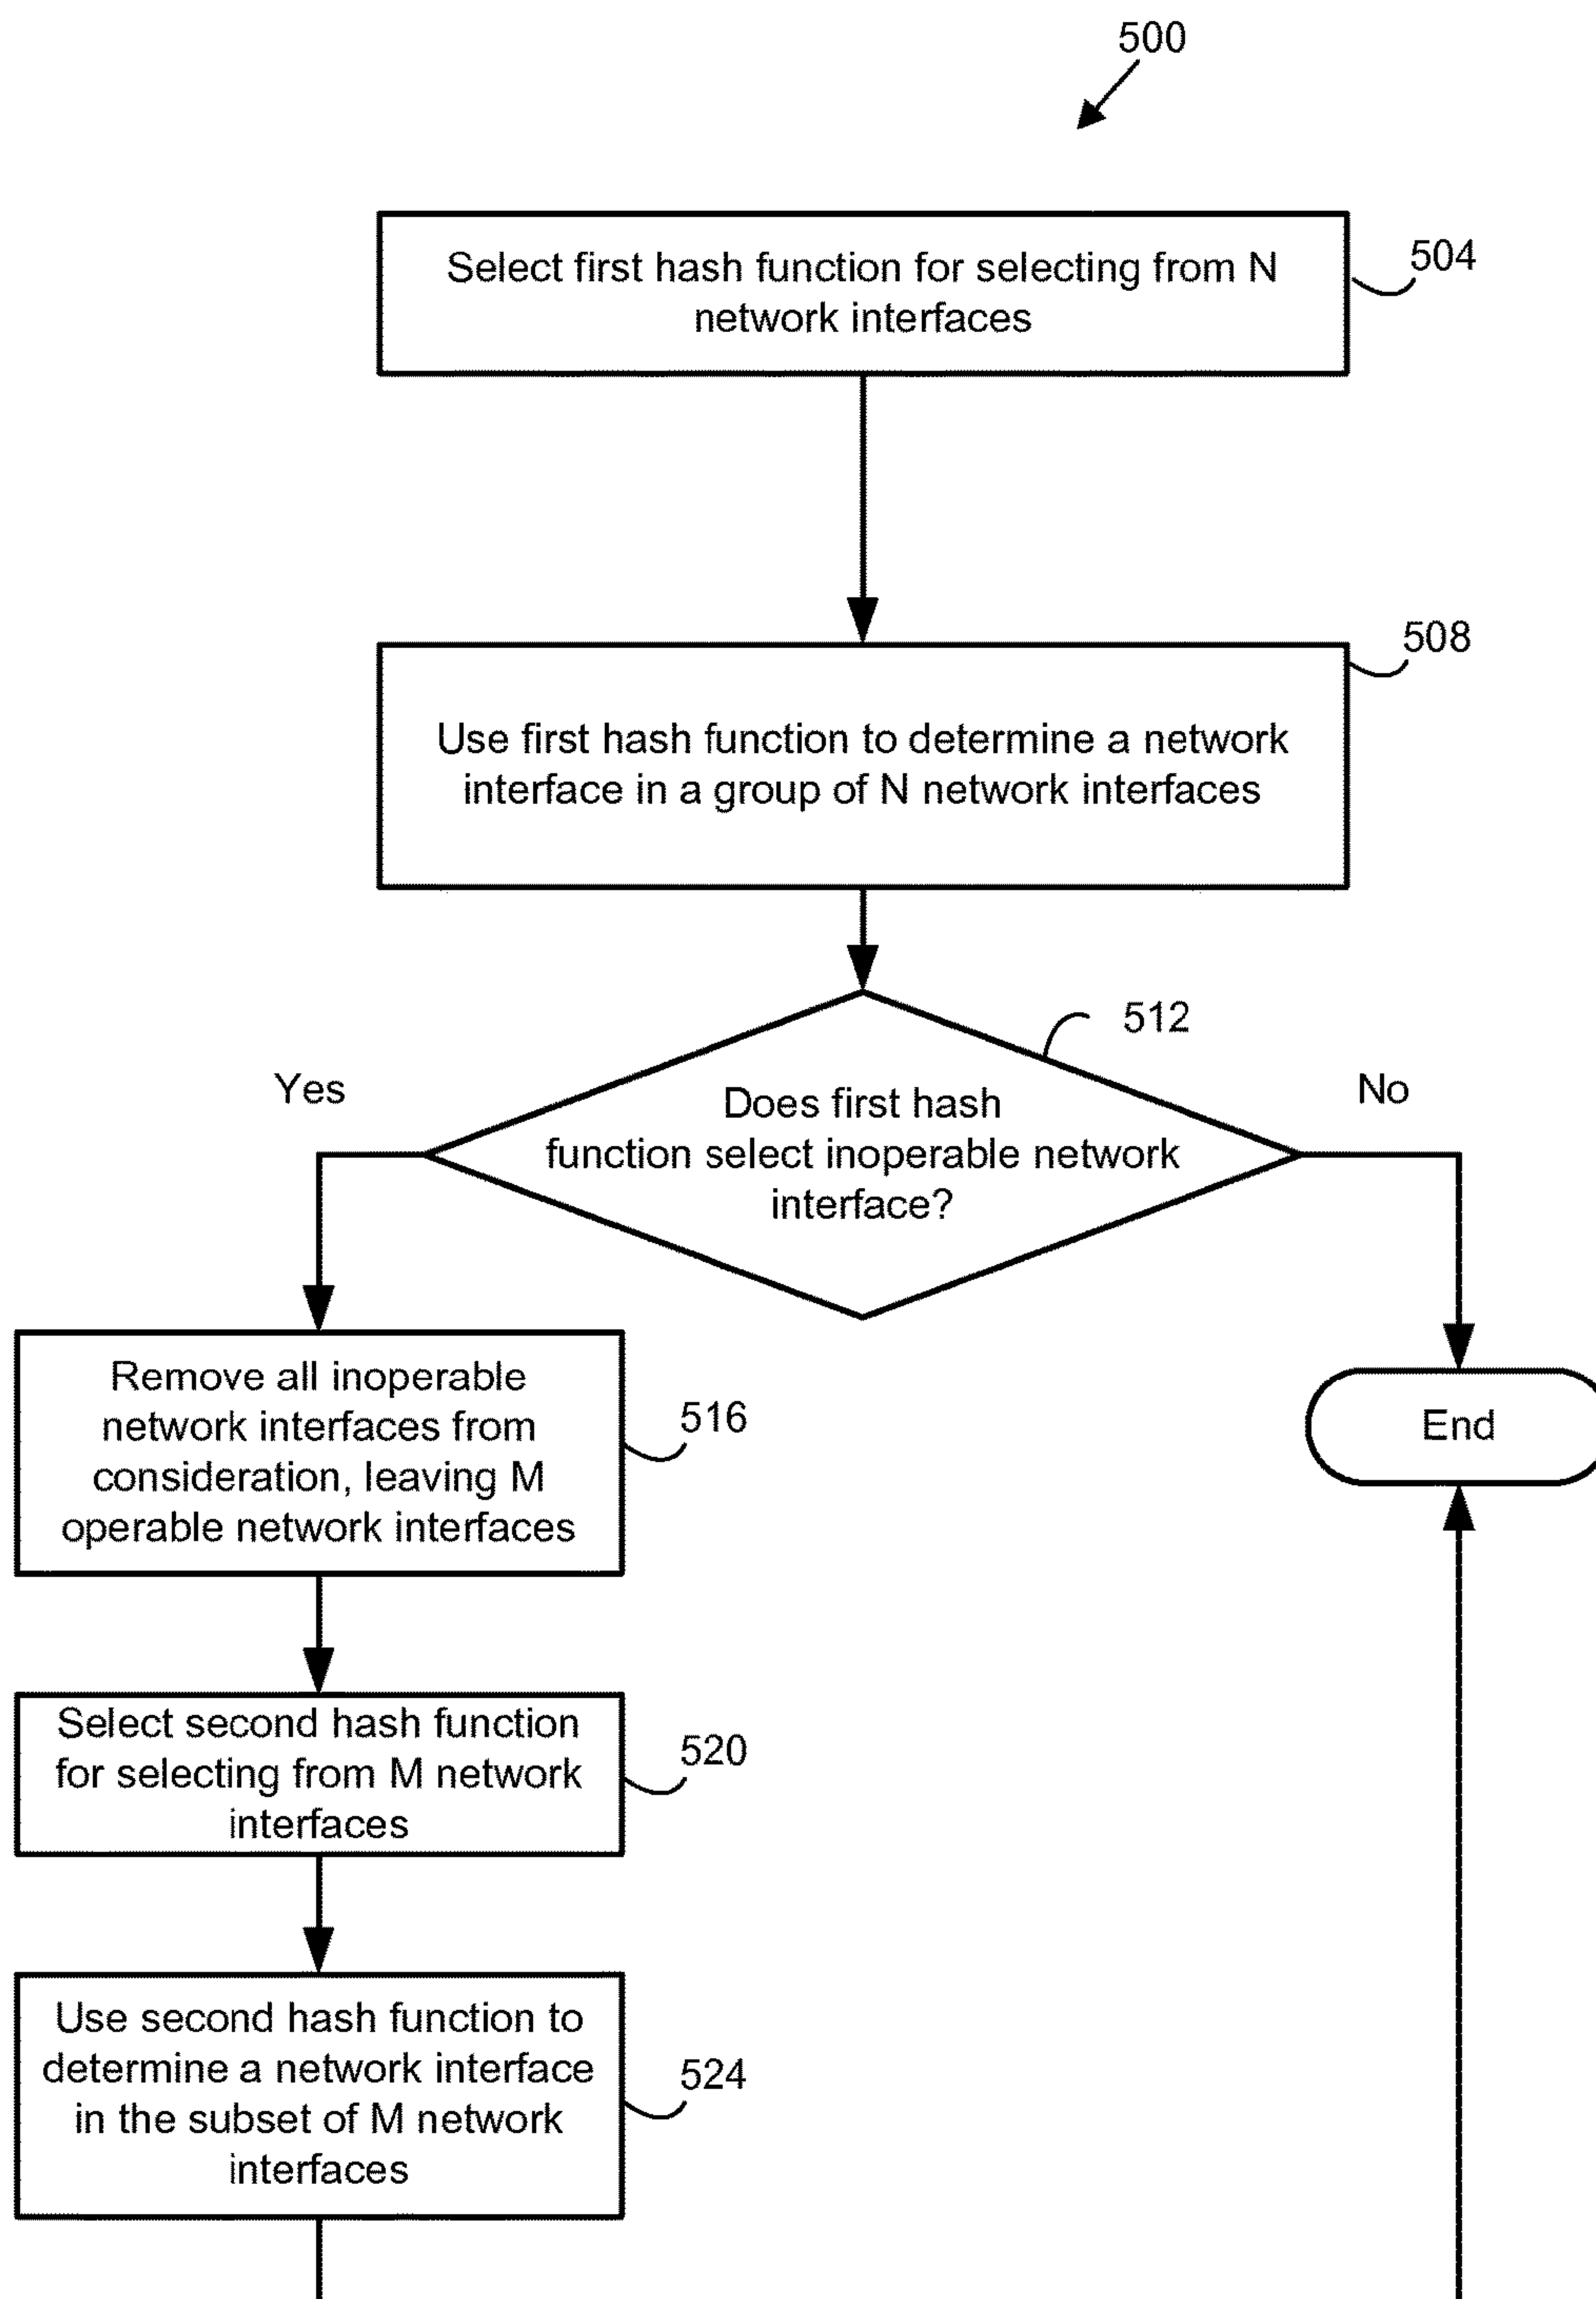 500
Select first hash function for selecting from N
network interfaces
504
508
Use first hash function to determine a network
interface in a group of N network interfaces
512
Yes
No
Does first hash
function select inoperable network
interface?
Remove all inoperable
network interfaces from
consideration, leaving M
operable network interfaces
516
End
Select second hash function
for selecting from M network
interfaces
520
Use second hash function to
determine a network interface
in the subset of M network
interfaces
524